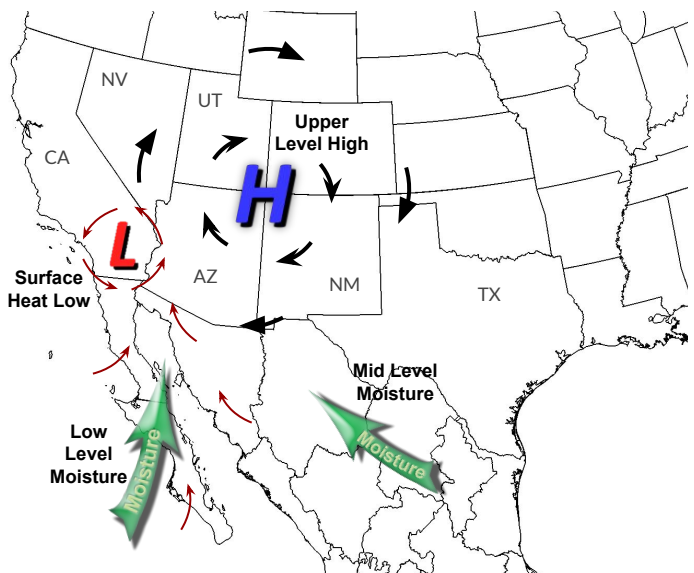 NV
UT
Upper
Level High
CA
H
L
Surface
Heat Low
AZ
NM
TX
Mid Level
Moisture
Low
Level
Moisture
Moisture
Moisture